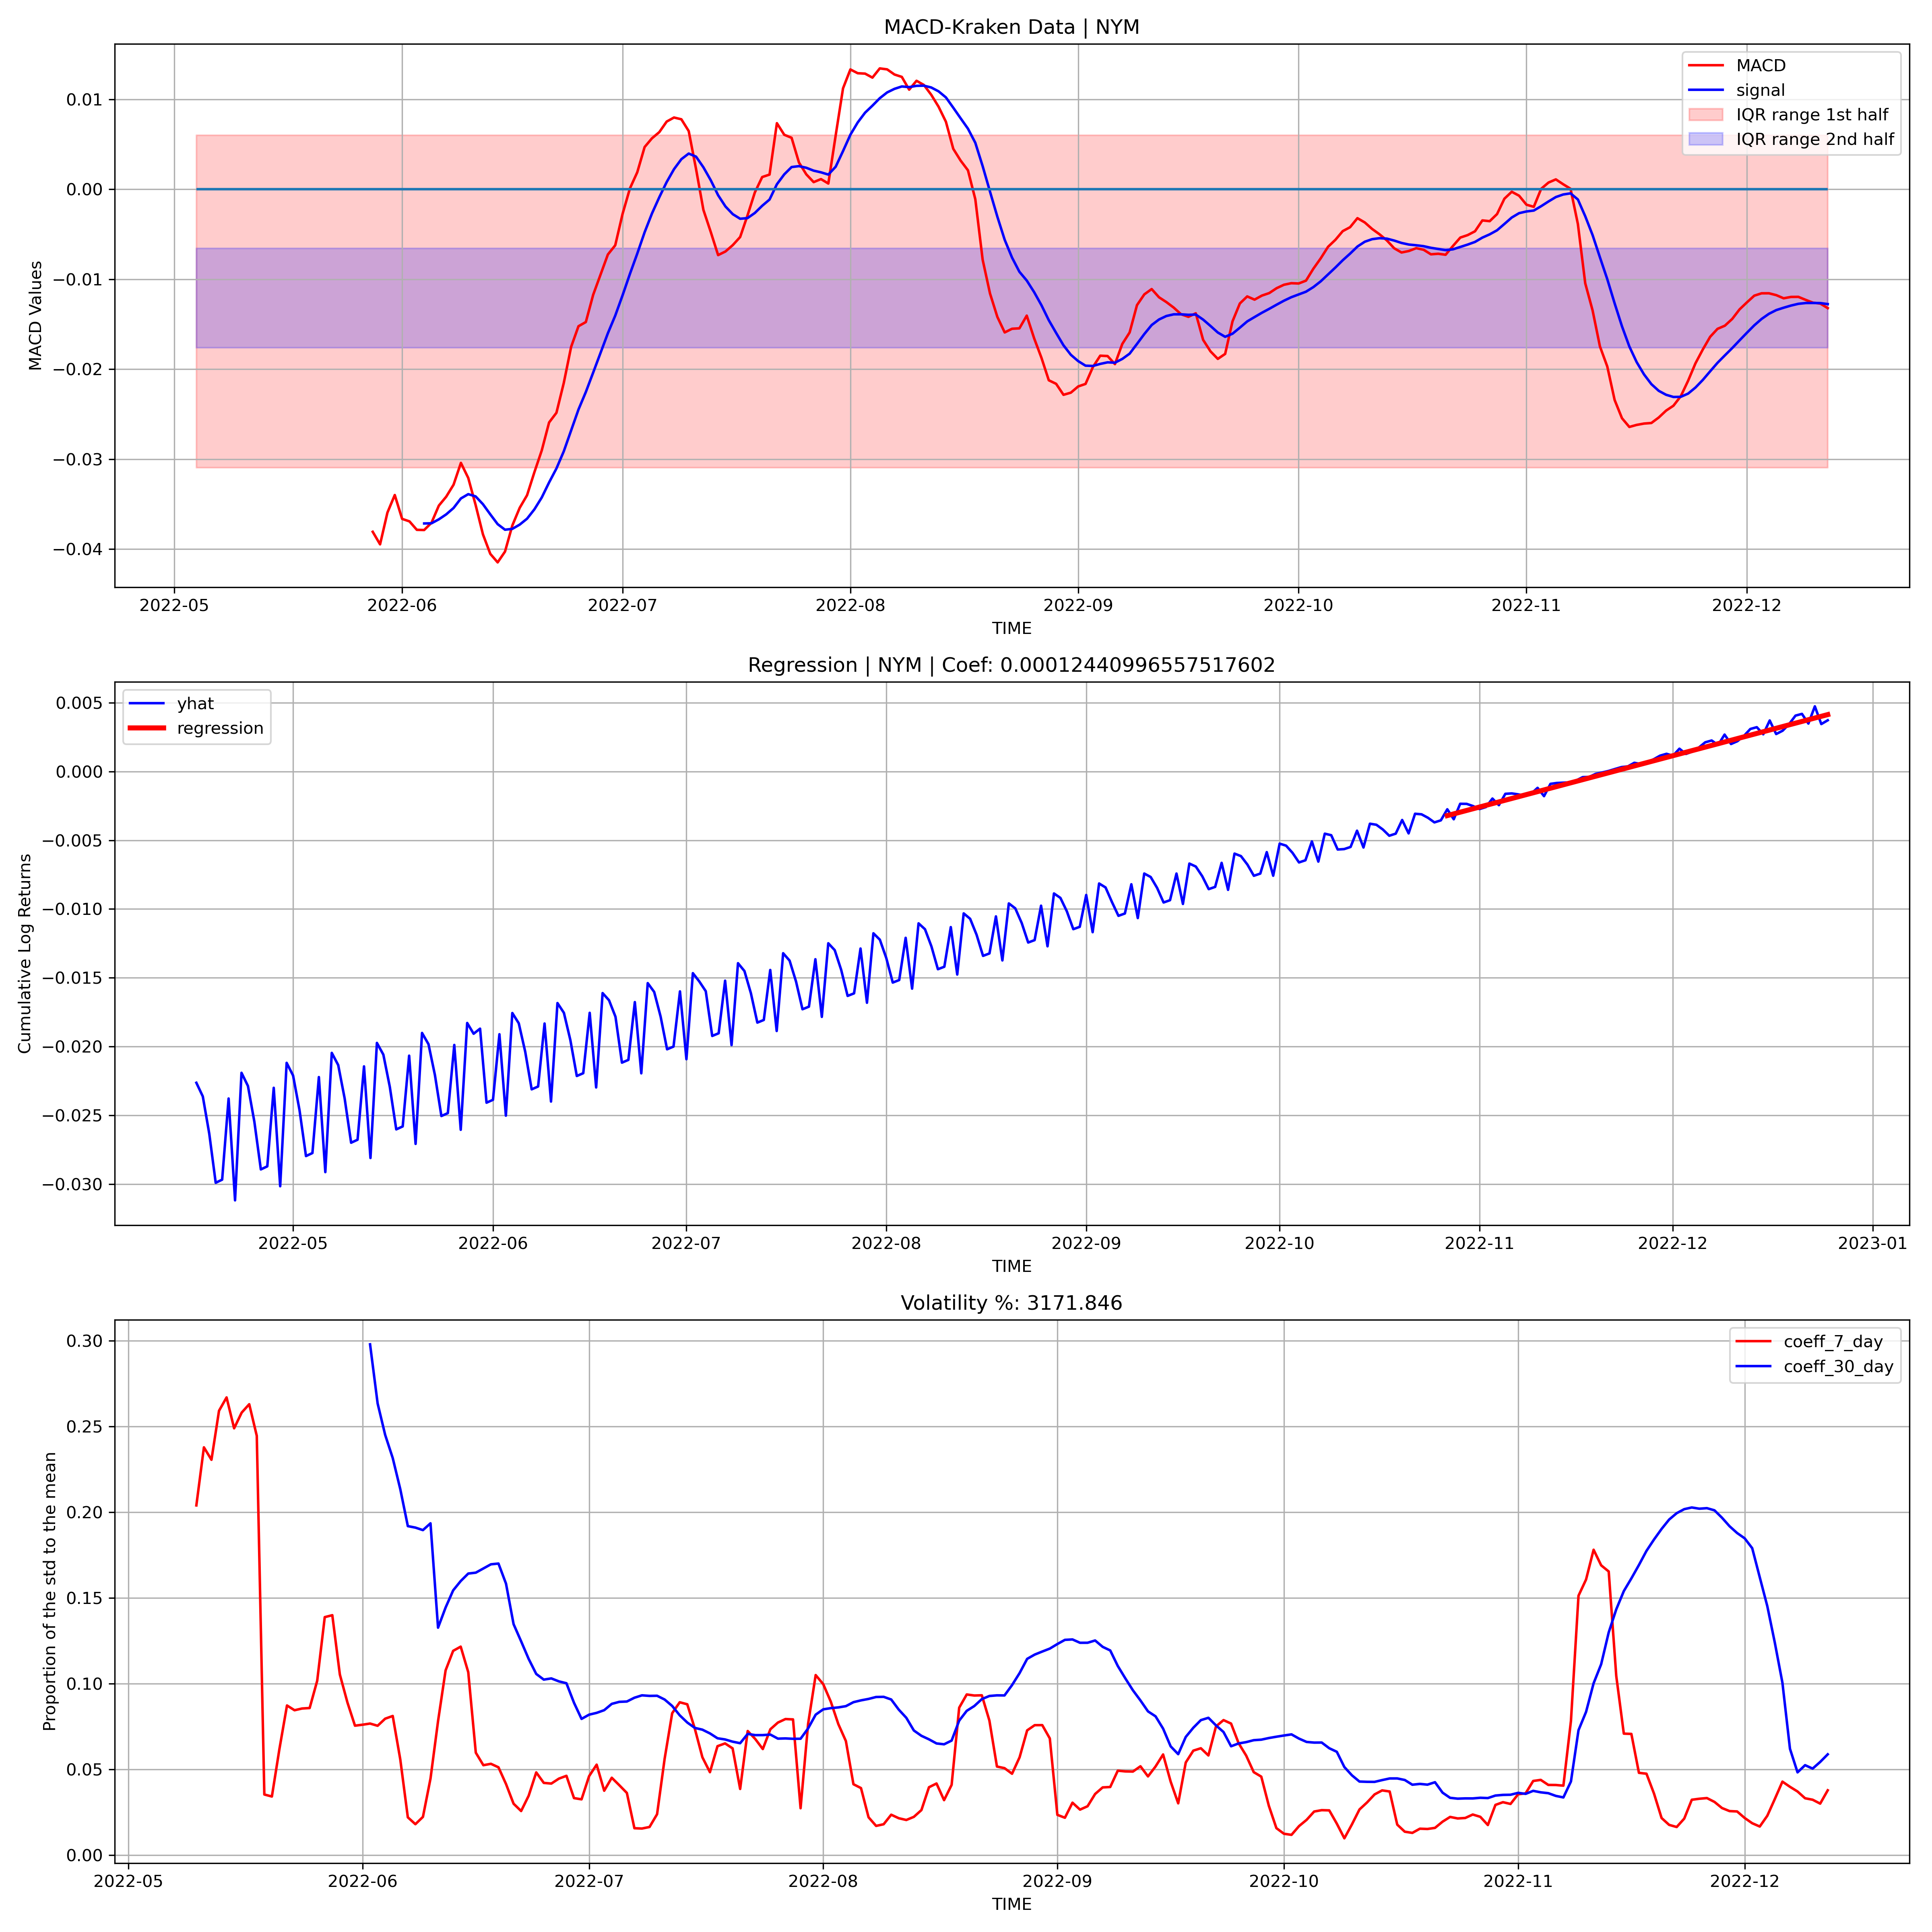 MACD-Kraken Data | NYM
MACD
signal
IQR range 1st half
IQR range 2nd half
MACD Values
0.01
0.00
−0.01
−0.02
−0.03
−0.04
2022-05 2022-06 2022-07 2022-08 2022-09 2022-10 2022-11 2022-12
TIME
Regression | NYM | Coef: 0.00012440996557517602
yhat
regression
Cumulative Log Returns
0.005
0.000
−0.005
−0.010
−0.015
−0.020
−0.025
−0.030
2022-05 2022-06 2022-07 2022-08 2022-09 2022-10 2022-11 2022-12 2023-01
TIME
Volatility %: 3171.846
coeff_7_day
coeff_30_day
Proportion of the std to the mean
0.30
0.25
0.20
0.15
0.10
0.05
0.00
2022-05 2022-06 2022-07 2022-08 2022-09 2022-10 2022-11 2022-12
TIME